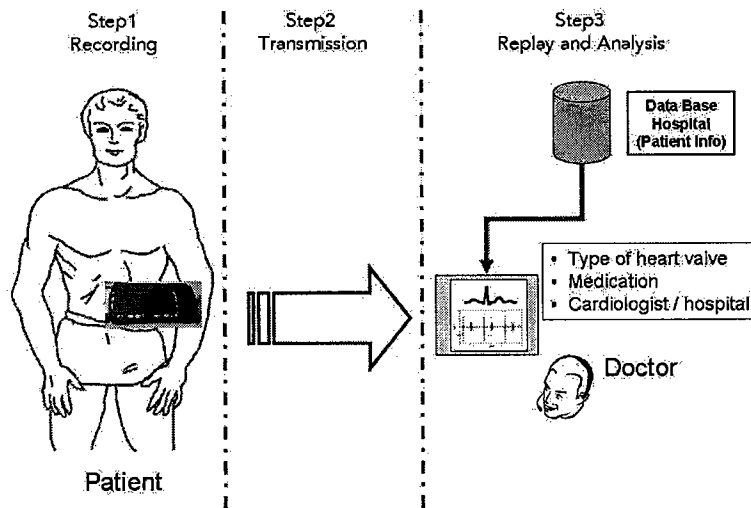 Step1
Recording
Step2
Transmission
Step3
Replay and Analysis
Data Base
Hospital
(Patient Info)
• Type of heart valve
• Medication
• Cardiologist / hospital
Doctor
Patient